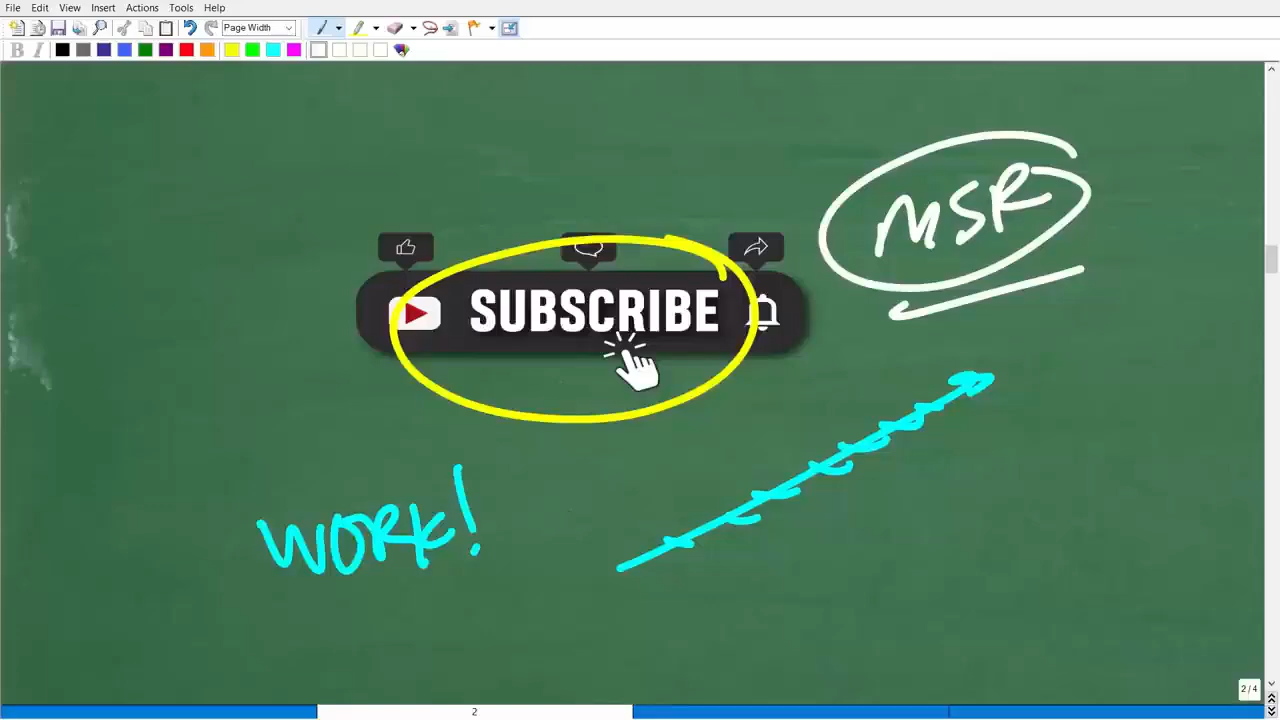 File Edit View Insert Actions Tools Help
Page Width
B I
MSR
SUBSCRIBE
WORK!
2/4
2